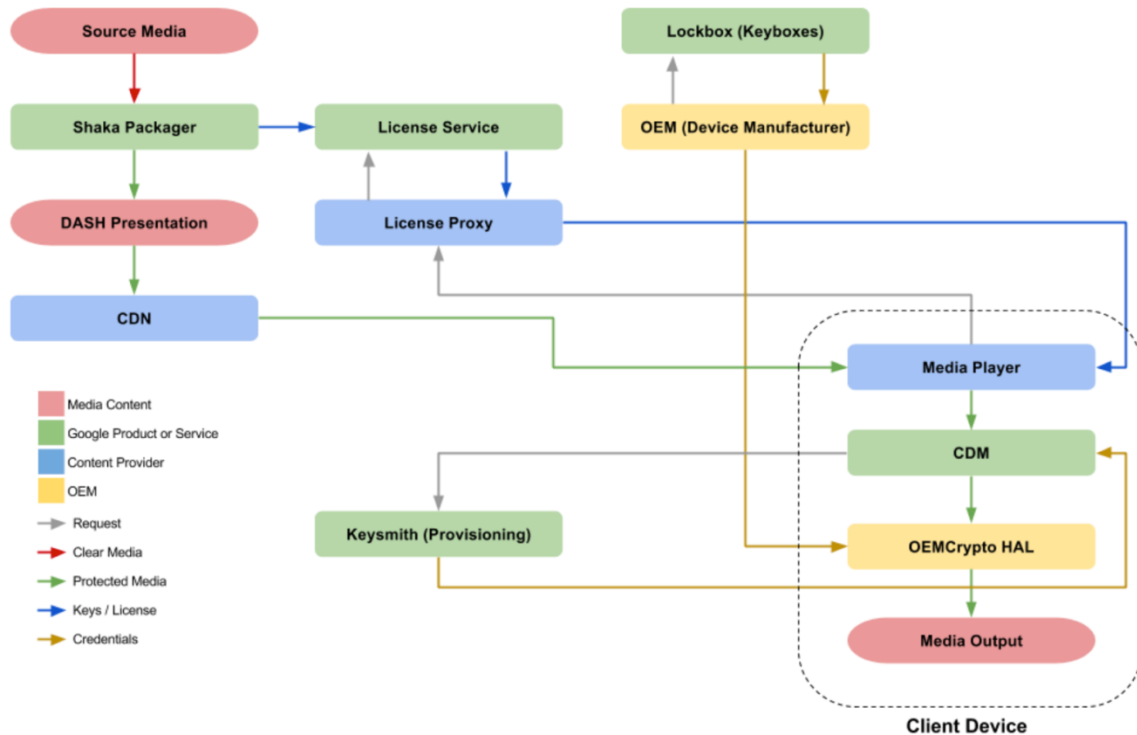 Source Media
Lockbox (Keyboxes)
Shaka Packager
License Service
OEM (Device Manufacturer)
DASH Presentation
License Proxy
CDN
Media Player
Media Content
Google Product or Service
Content Provider
OEM
Request
Clear Media
Protected Media
Keys / License
Credentials
CDM
Keysmith (Provisioning)
OEMCrypto HAL
Media Output
Client Device